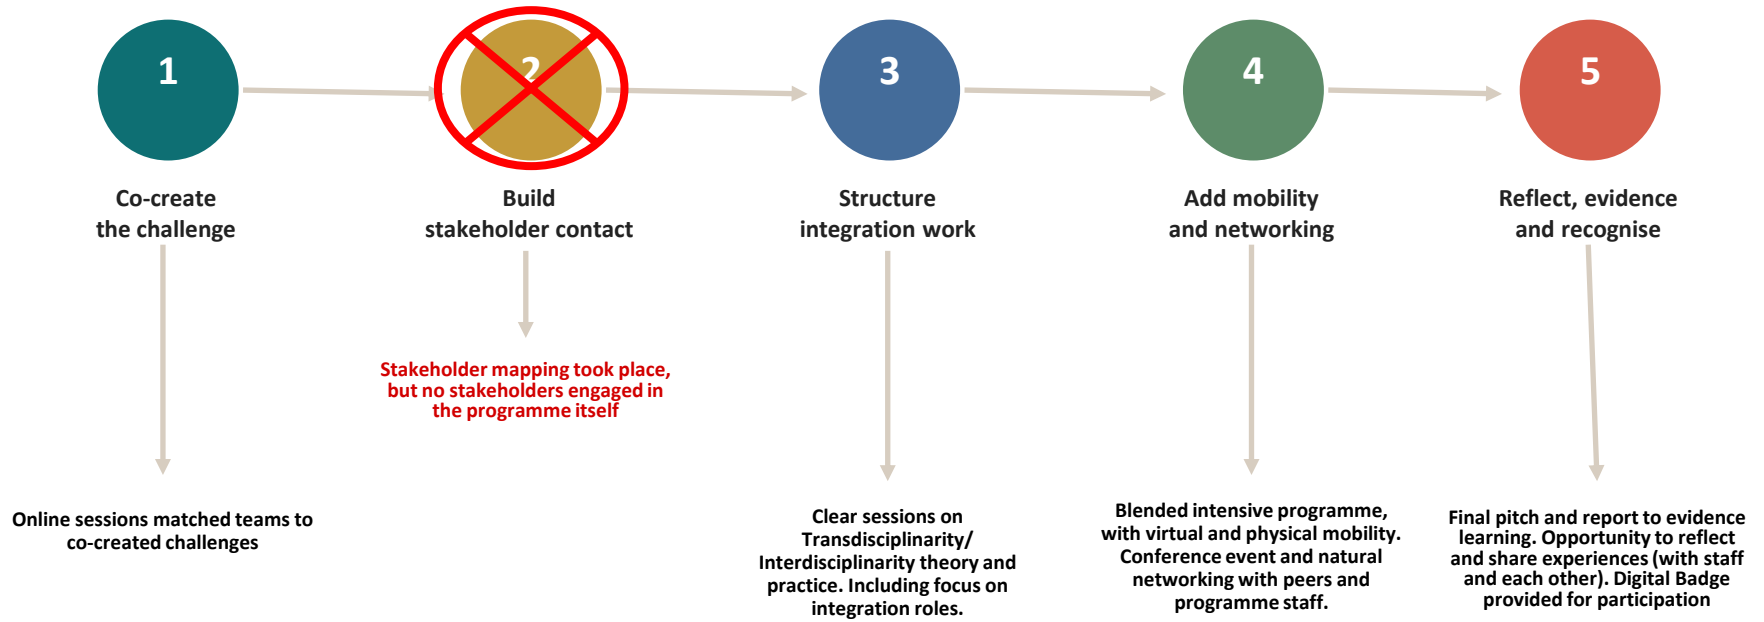 1
2
3
4
5
Co-create
the challenge
Build
stakeholder contact
Structure
integration work
Add mobility
and networking
Reflect, evidence
and recognise
Online sessions matched teams to
co-created challenges
Stakeholder mapping took place,
but no stakeholders engaged in
the programme itself
Clear sessions on
Transdisciplinarity/
Interdisciplinarity theory and
practice. Including focus on
integration roles.
Blended intensive programme,
with virtual and physical mobility.
Conference event and natural
networking with peers and
programme staff.
Final pitch and report to evidence
learning. Opportunity to reflect
and share experiences (with staff
and each other). Digital Badge
provided for participation